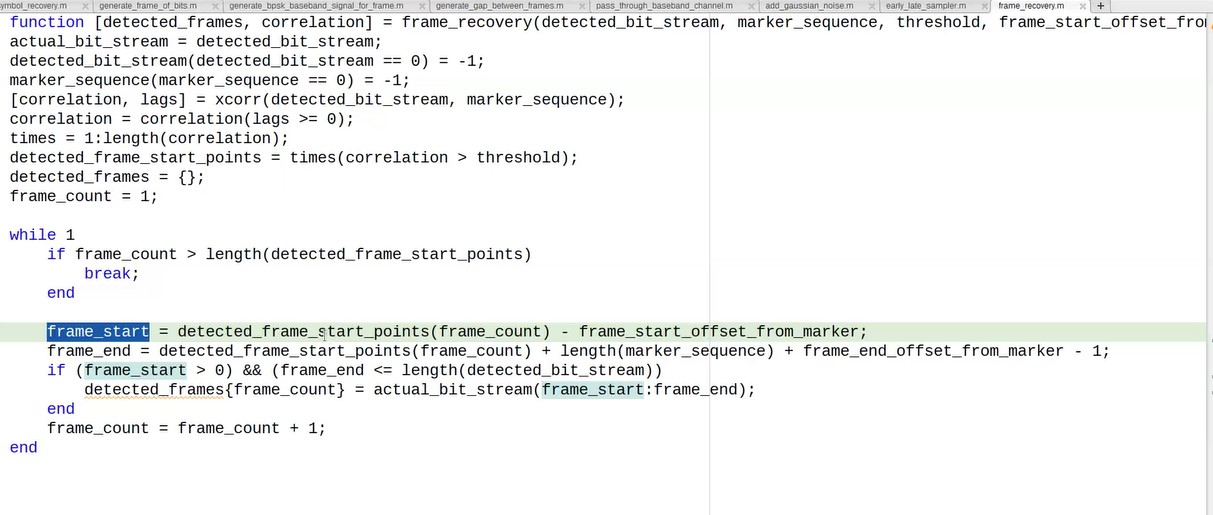 ymbol_recovery.m generate_frame_of_bits.m generate_bpsk_baseband_signal_for_frame.m generate_gap_between_frames.m pass_through_baseband_channel.m add_gaussian_noise.m early_late_sampler.m frame_recovery.m +
function [detected_frames, correlation] = frame_recovery(detected_bit_stream, marker_sequence, threshold, frame_start_offset_from
actual_bit_stream = detected_bit_stream;
detected_bit_stream(detected_bit_stream == 0) = -1;
marker_sequence(marker_sequence == 0) = -1;
[correlation, lags] = xcorr(detected_bit_stream, marker_sequence);
correlation = correlation(lags >= 0);
times = 1:length(correlation);
detected_frame_start_points = times(correlation > threshold);
detected_frames = {};
frame_count = 1;
while 1
if frame_count > length(detected_frame_start_points)
break;
end
frame_start = detected_frame_start_points(frame_count) - frame_start_offset_from_marker;
frame_end = detected_frame_start_points(frame_count) + length(marker_sequence) + frame_end_offset_from_marker - 1;
if (frame_start > 0) && (frame_end <= length(detected_bit_stream))
detected_frames{frame_count} = actual_bit_stream(frame_start:frame_end);
end
frame_count = frame_count + 1;
end